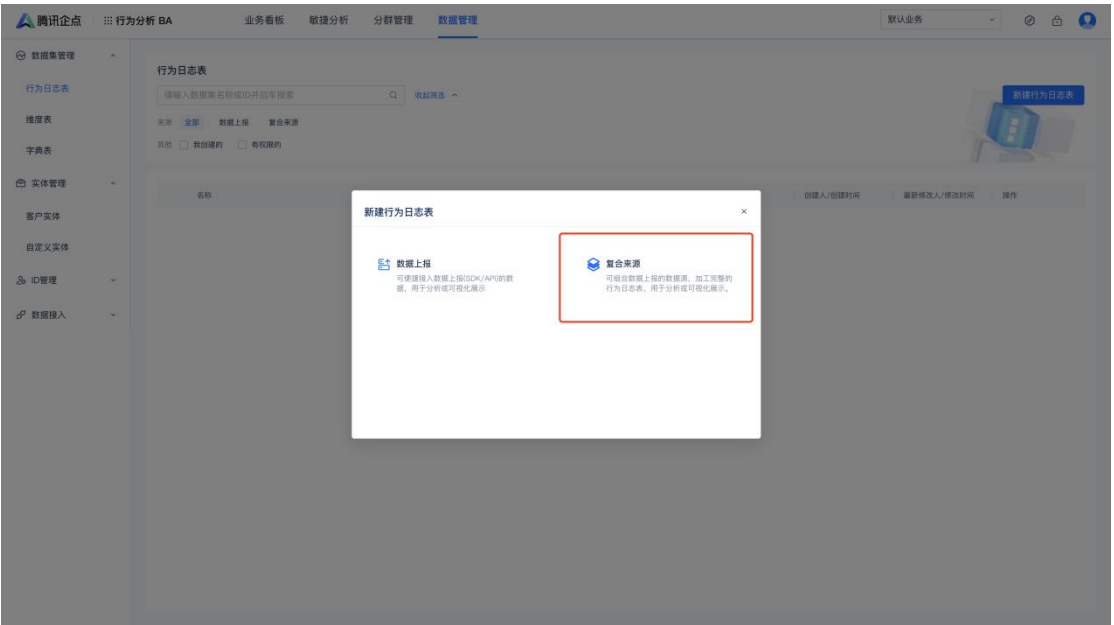 腾讯企点 行为分析 BA 业务看板 敏捷分析 分群管理 数据管理 默认业务
数据集管理
行为日志表
维度表
字典表
实体管理
客户实体
自定义实体
ID管理
数据接入
行为日志表
请输入数据集名称或ID并回车搜索 收起筛选
新建行为日志表
来源 全部 数据上报 复合来源
其他 我创建的 有权限的
名称 创建人/创建时间 最新修改人/修改时间 操作
新建行为日志表 ×
数据上报
可便捷接入数据上报(SDK/API)的数
据，用于分析或可视化展示
复合来源
可组合数据上报的数据源，加工完整的
行为日志表，用于分析或可视化展示。